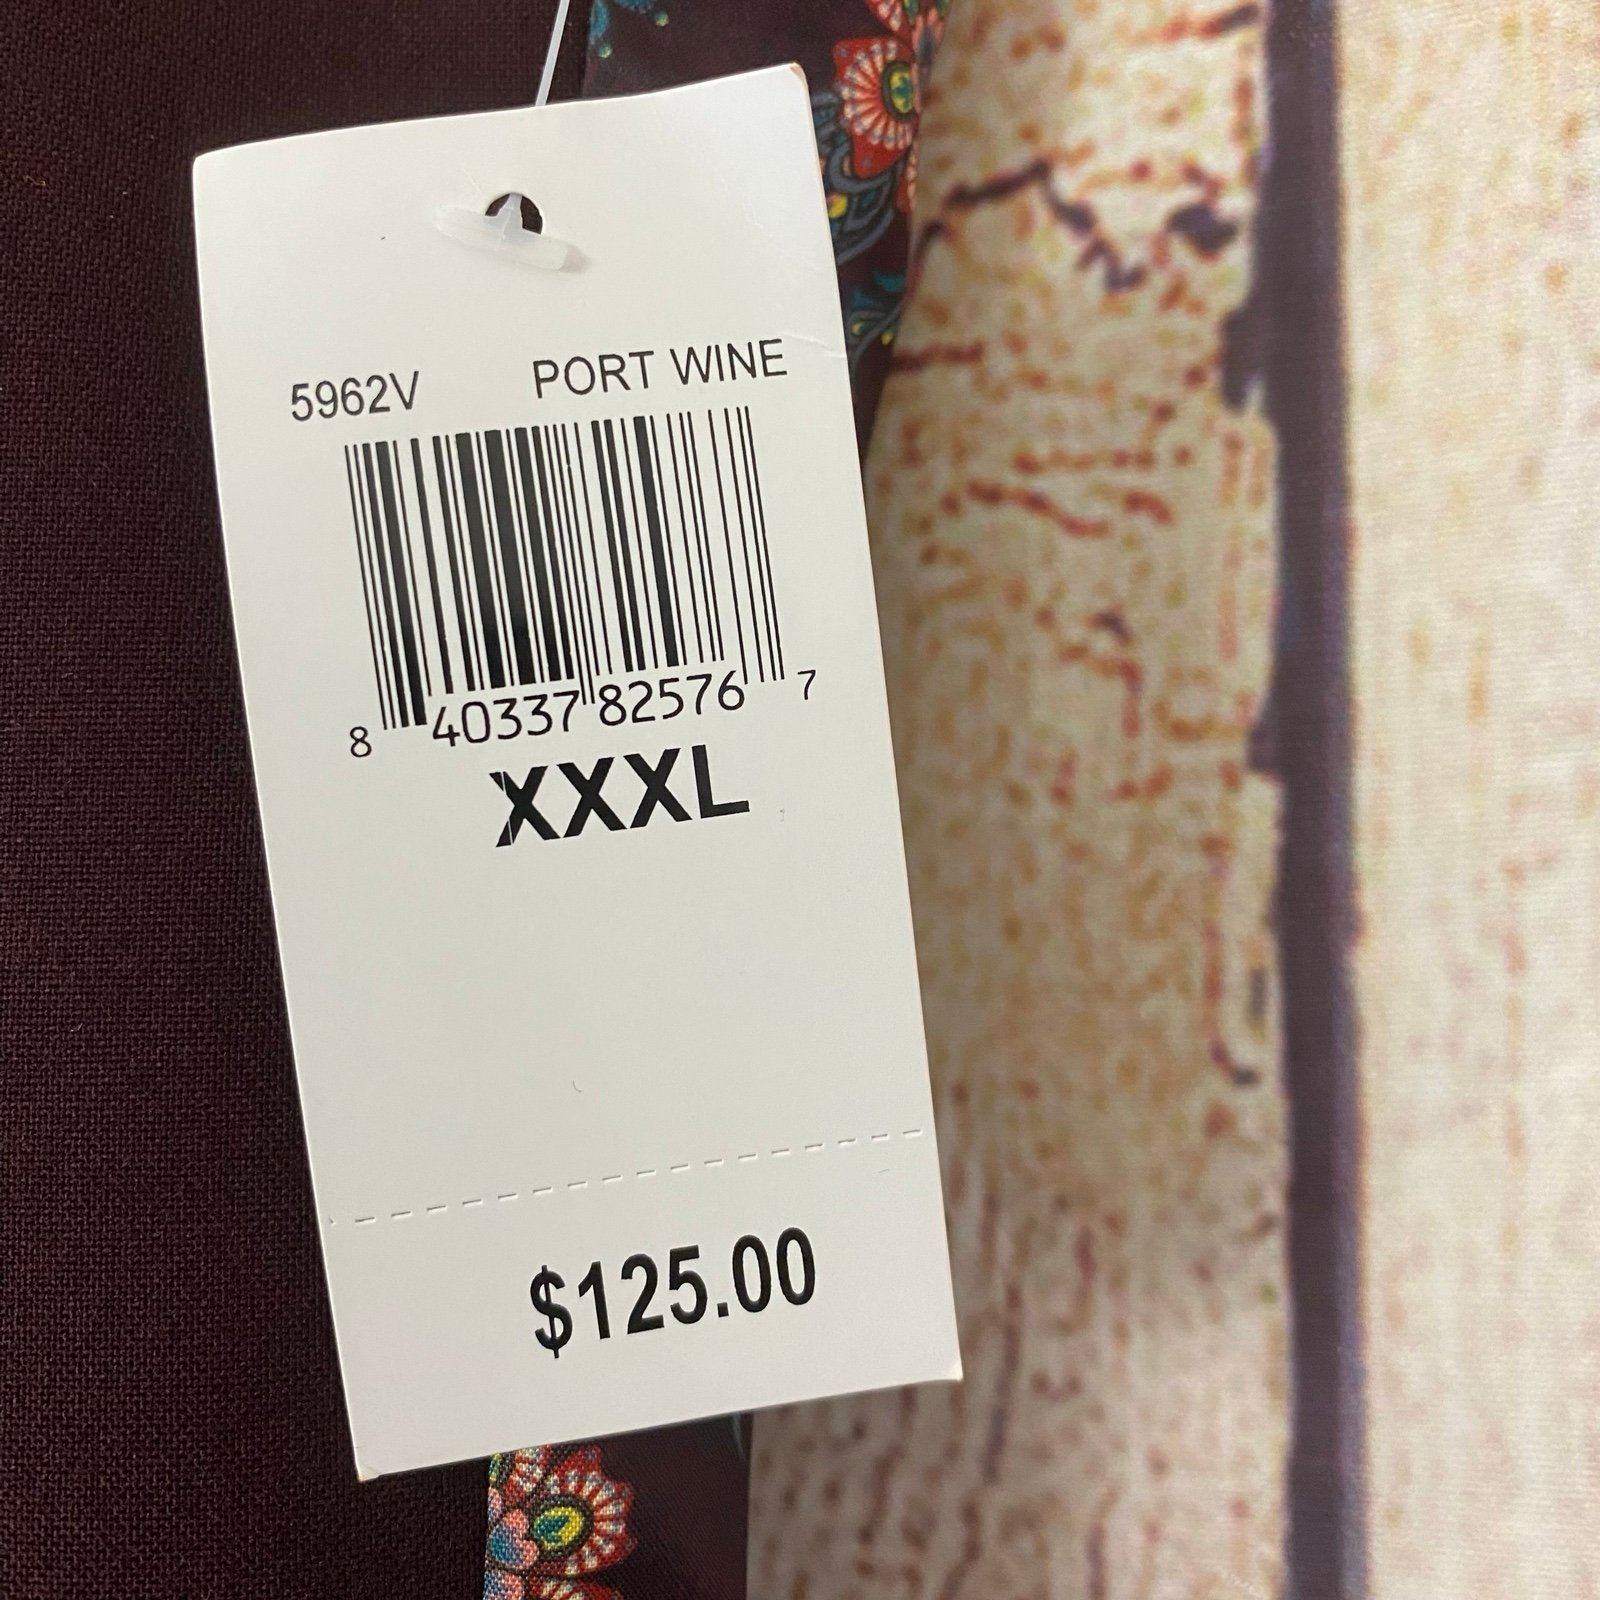 5962V PORT WINE
8 40337 82576 7
XXXL
$125.00